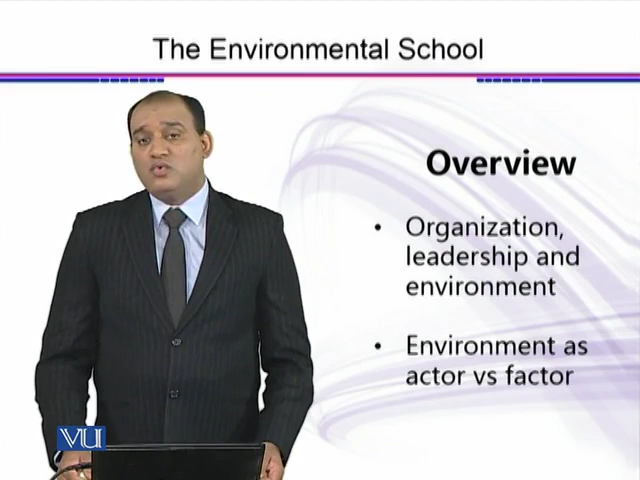 The Environmental School
Overview
• Organization,
leadership and
environment
• Environment as
actor vs factor
VU